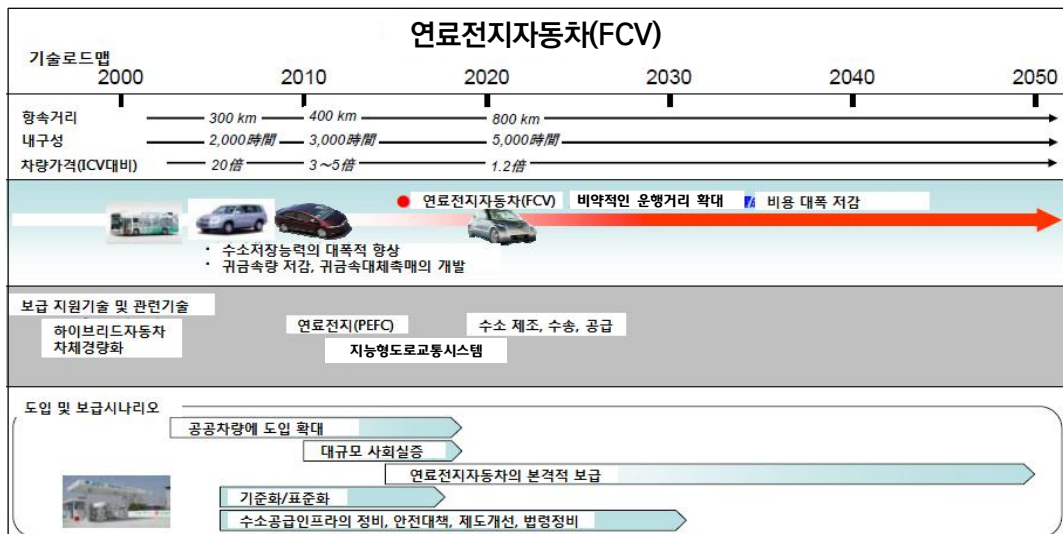 연료전지자동차(FCV)
기술로드맵
2000 2010 2020 2030 2040 2050
항속거리 300 km 400 km 800 km
내구성 2,000時間 3,000時間 5,000時間
차량가격(ICV대비) 20倍 3～5倍 1.2倍
연료전지자동차(FCV) 비약적인 운행거리 확대 비용 대폭 저감
· 수소저장능력의 대폭적 향상
· 귀금속량 저감, 귀금속대체촉매의 개발
보급 지원기술 및 관련기술
하이브리드자동차
차체경량화
연료전지(PEFC) 수소 제조, 수송, 공급
지능형도로교통시스템
도입 및 보급시나리오
공공차량에 도입 확대
대규모 사회실증
연료전지자동차의 본격적 보급
기준화/표준화
수소공급인프라의 정비, 안전대책, 제도개선, 법령정비